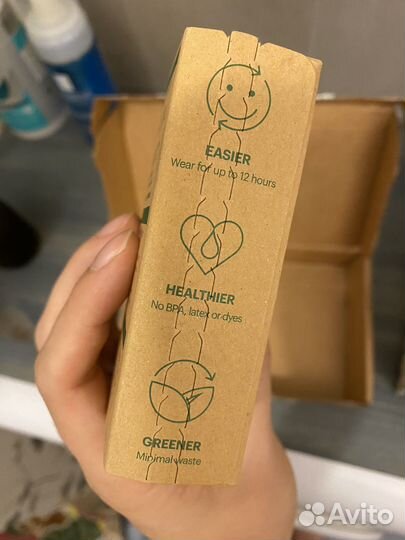 EASIER
Wear for up to 12 hours
HEALTHIER
No BPA, latex or dyes
GREENER
Minimal waste
Avito